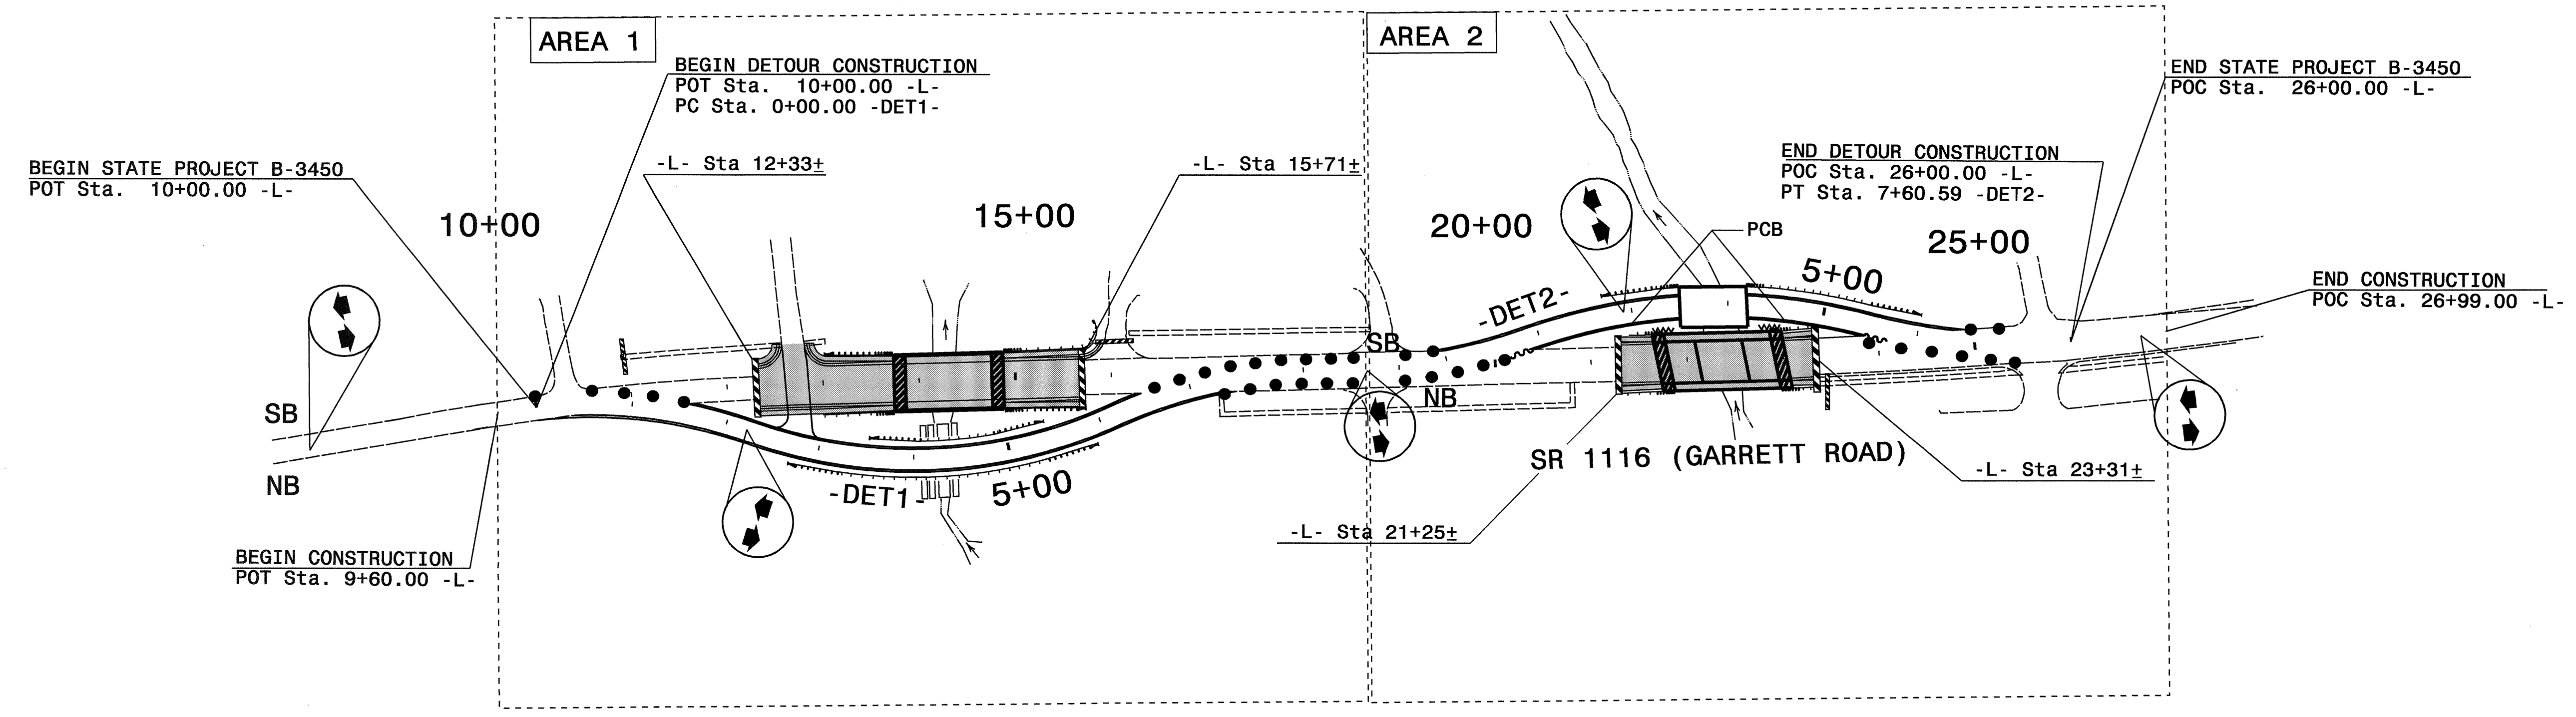 AREA 1
AREA 2
BEGIN DETOUR CONSTRUCTION
POT Sta. 10+00.00 -L-
PC Sta. 0+00.00 -DET1-
END STATE PROJECT B-3450
POC Sta. 26+00.00 -L-
BEGIN STATE PROJECT B-3450
POT Sta. 10+00.00 -L-
-L- Sta 12+33±
-L- Sta 15+71±
END DETOUR CONSTRUCTION
POC Sta. 26+00.00 -L-
PT Sta. 7+60.59 -DET2-
10+00
15+00
20+00
PCB
25+00
5+00
END CONSTRUCTION
POC Sta. 26+99.00 -L-
-DET2-
SB
NB
SB
NB
SR 1116 (GARRETT ROAD)
-DET1-
5+00
-L- Sta 23+31±
-L- Sta 21+25±
BEGIN CONSTRUCTION
POT Sta. 9+60.00 -L-